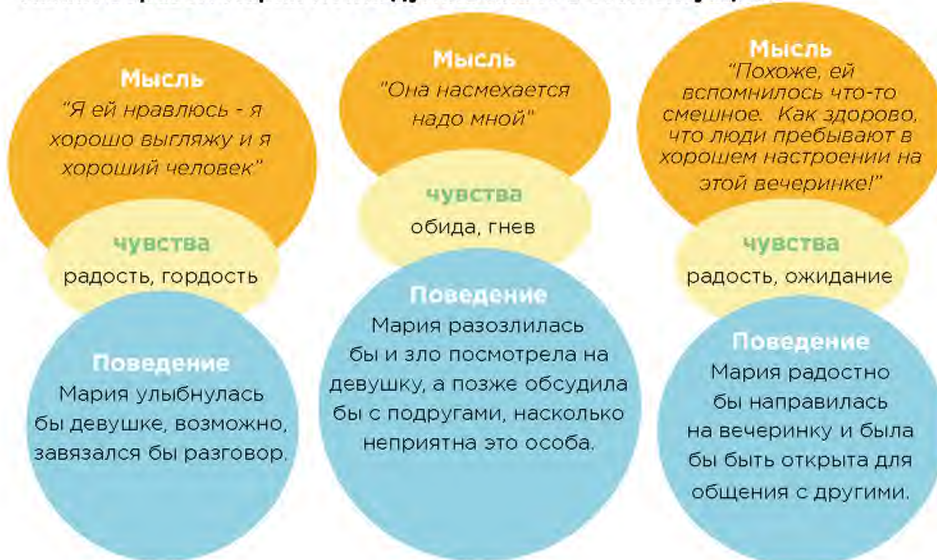 Мысль
"Я ей нравлюсь - я
хорошо выгляжу и я
хороший человек"
чувства
радость, гордость
Поведение
Мария улыбнулась
бы девушке, возможно,
завязался бы разговор.
Мысль
"Она насмехается
надо мной"
чувства
обида, гнев
Поведение
Мария разозлилась
бы и зло посмотрела на
девушку, а позже обсудила
бы с подругами, насколько
неприятна это особа.
Мысль
"Похоже, ей
вспомнилось что-то
смешное. Как здорово,
что люди пребывают в
хорошем настроении на
этой вечеринке!"
чувства
радость, ожидание
Поведение
Мария радостно
бы направилась
на вечеринку и была
бы быть открыта для
общения с другими.